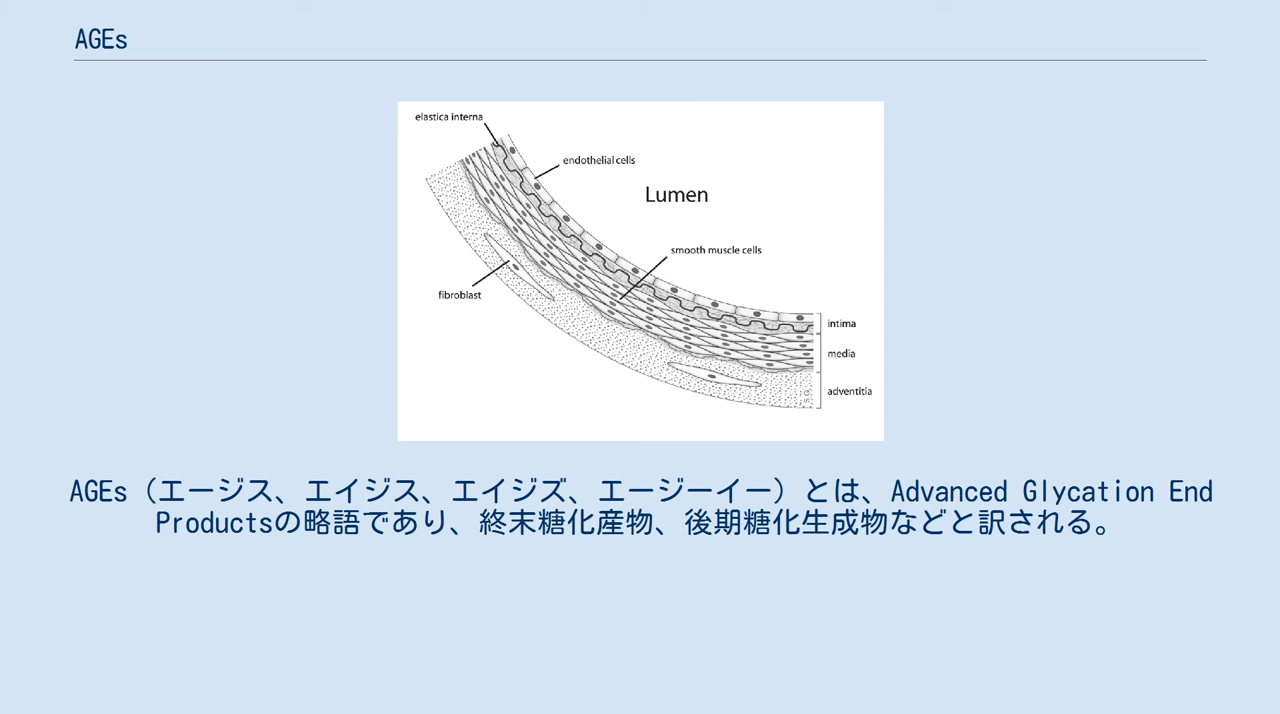 AGEs
elastica interna
endothelial cells
Lumen
smooth muscle cells
fibroblast
intima
media
adventitia
AGEs（エージス、エイジス、エイジズ、エージーイー）とは、Advanced Glycation End
Productsの略語であり、終末糖化産物、後期糖化生成物などと訳される。